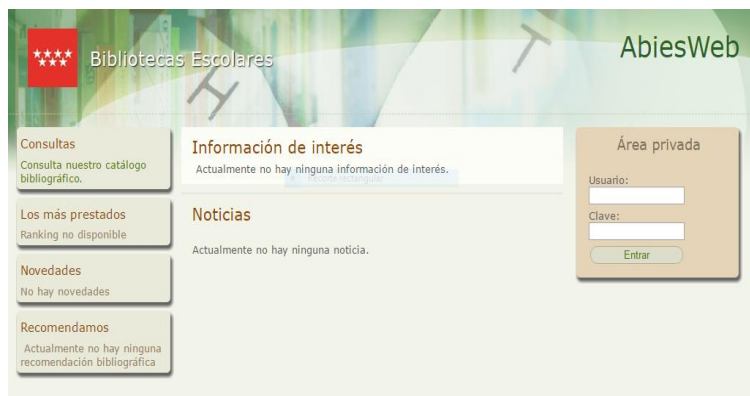 Bibliotecas Escolares
AbiesWeb
H
T
Consultas
Consulta nuestro catálogo
bibliográfico.
Los más prestados
Ranking no disponible
Novedades
No hay novedades
Recomendamos
Actualmente no hay ninguna
recomendación bibliográfica
Información de interés
Actualmente no hay ninguna información de interés.
Recorte rectangular
Noticias
Actualmente no hay ninguna noticia.
Área privada
Usuario:
Clave:
Entrar